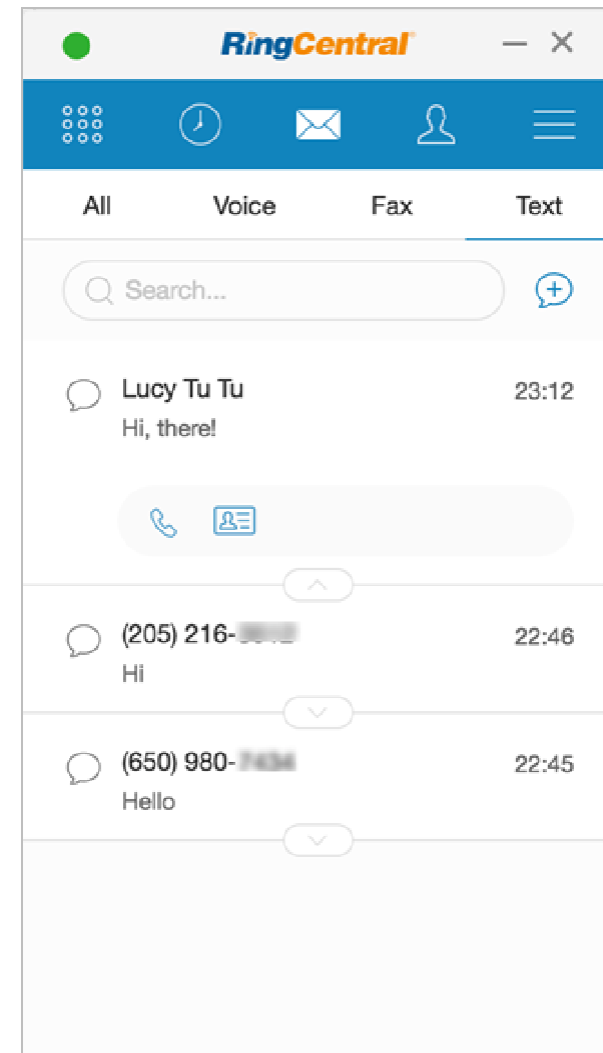 RingCentral
All Voice Fax Text
Search...
Lucy Tu Tu 23:12
Hi, there!
(205) 216- 22:46
Hi
(650) 980- 22:45
Hello